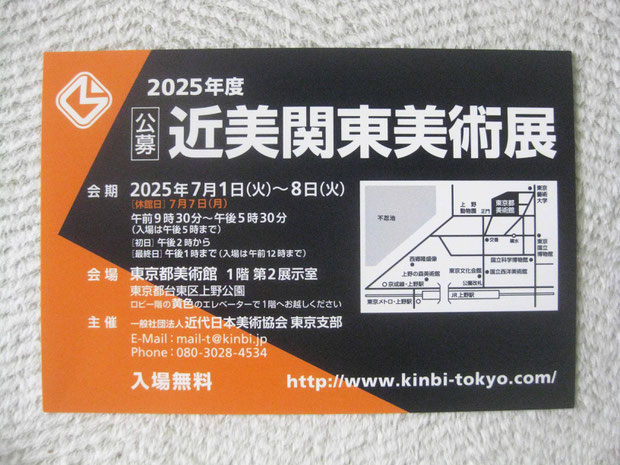 2025年度
公募 近美関東美術展
会期 2025年7月1日(火)〜8日(火)
[休館日] 7月7日(月)
午前9時30分〜午後5時30分
(入場は午後5時まで)
[初日] 午後2時から
[最終日] 午後1時まで (入場は午前12時まで)
会場 東京都美術館 1階 第2展示室
東京都台東区上野公園
ロビー階の黄色のエレベーターで1階へお越しください
主催 一般社団法人 近代日本美術協会 東京支部
E-Mail : mail-t@kinbi.jp
Phone : 080-3028-4534
入場無料
http://www.kinbi-tokyo.com/
不忍池
上野
動物園
正門
東京都
美術館
東京
藝術
大学
交番
噴水
東京
国立
博物館
西郷隆盛像
国立科学博物館
上野の森美術館
東京文化会館
国立西洋美術館
京成線・上野駅
公園改札
東京メトロ・上野駅
JR上野駅